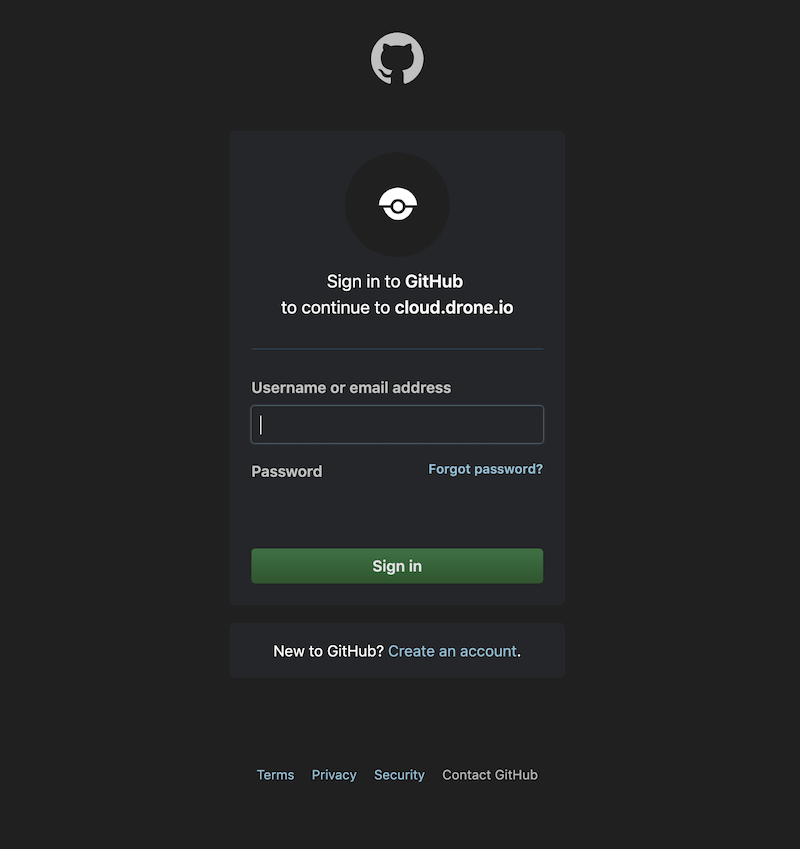 Sign in to GitHub
to continue to cloud.drone.io
Username or email address
Password Forgot password?
Sign in
New to GitHub? Create an account.
Terms Privacy Security Contact GitHub